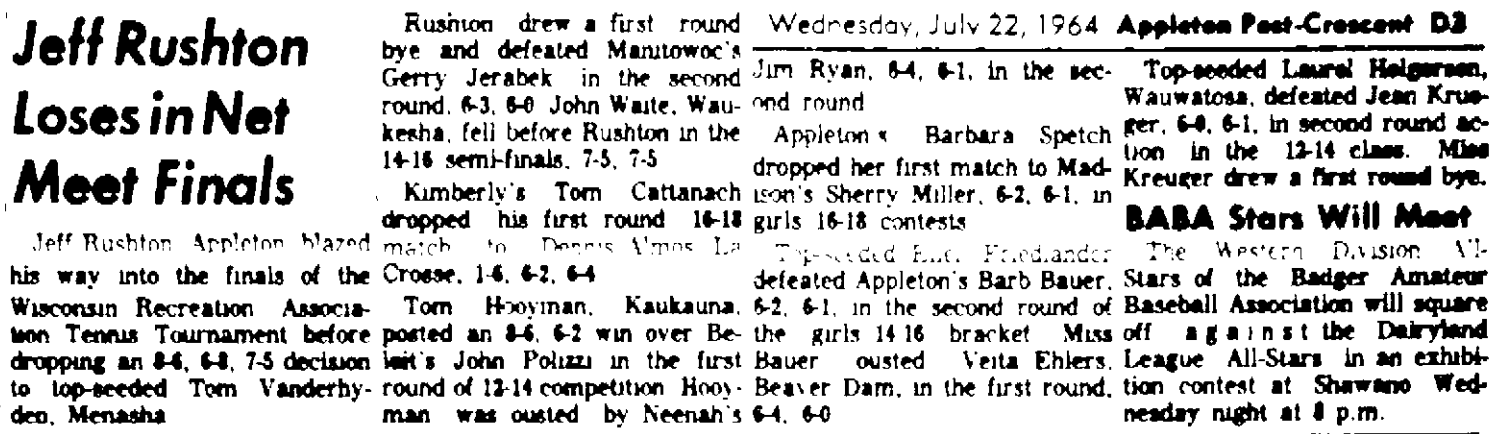 Jeff Rushton
Loses in Net
Meet Finals
Jeff Rushton Appleton blazed
his way into the finals of the
Wisconsin Recreation Associa-
tion Tennis Tournament before
dropping an 8-6, 7-5 decision
to top-seeded Tom Vanderhy-
den, Menasha
Rushton drew a first round
bye and defeated Manitowoc's
Gerry Jerabek in the second
round, 6-3, 6-0 John Waite, Wau-
kesha, fell before Rushton in the
14-16 semi-finals, 7-5, 7-5
Kimberly's Tom Cattanach
dropped his first round 16-18
match to Dennis La
Crosse, 1-6, 6-2, 6-4
Tom Hooyman, Kaukauna,
posted an 8-6, 6-2 win over Be-
loit's John Polizzi in the first
round of 12-14 competition Hooy-
man was ousted by Neenah's
Wednesday, July 22, 1964 Appleton Post-Crescent D3
Jim Ryan, 6-4, 6-1, in the sec-
ond round
Appleton's Barbara Spetch
dropped her first match to Mad-
ison's Sherry Miller, 6-2, 6-1, in
girls 16-18 contests
Top-seeded Friedlander
defeated Appleton's Barb Bauer,
6-2, 6-1, in the second round of
the girls 14 16 bracket Miss
Bauer ousted Veita Ehlers,
Beaver Dam, in the first round,
6-4, 6-0
Top-seeded Laurel Holgersen,
Wauwatosa, defeated Jean Krue-
ger, 6-0, 6-1, in second round ac-
tion in the 12-14 class. Miss
Kreuger drew a first round bye.
BABA Stars Will Meet
The Western Division All-
Stars of the Badger Amateur
Baseball Association will square
off against the Dairyland
League All-Stars in an exhibi-
tion contest at Shawano Wed-
nesday night at 8 p.m.